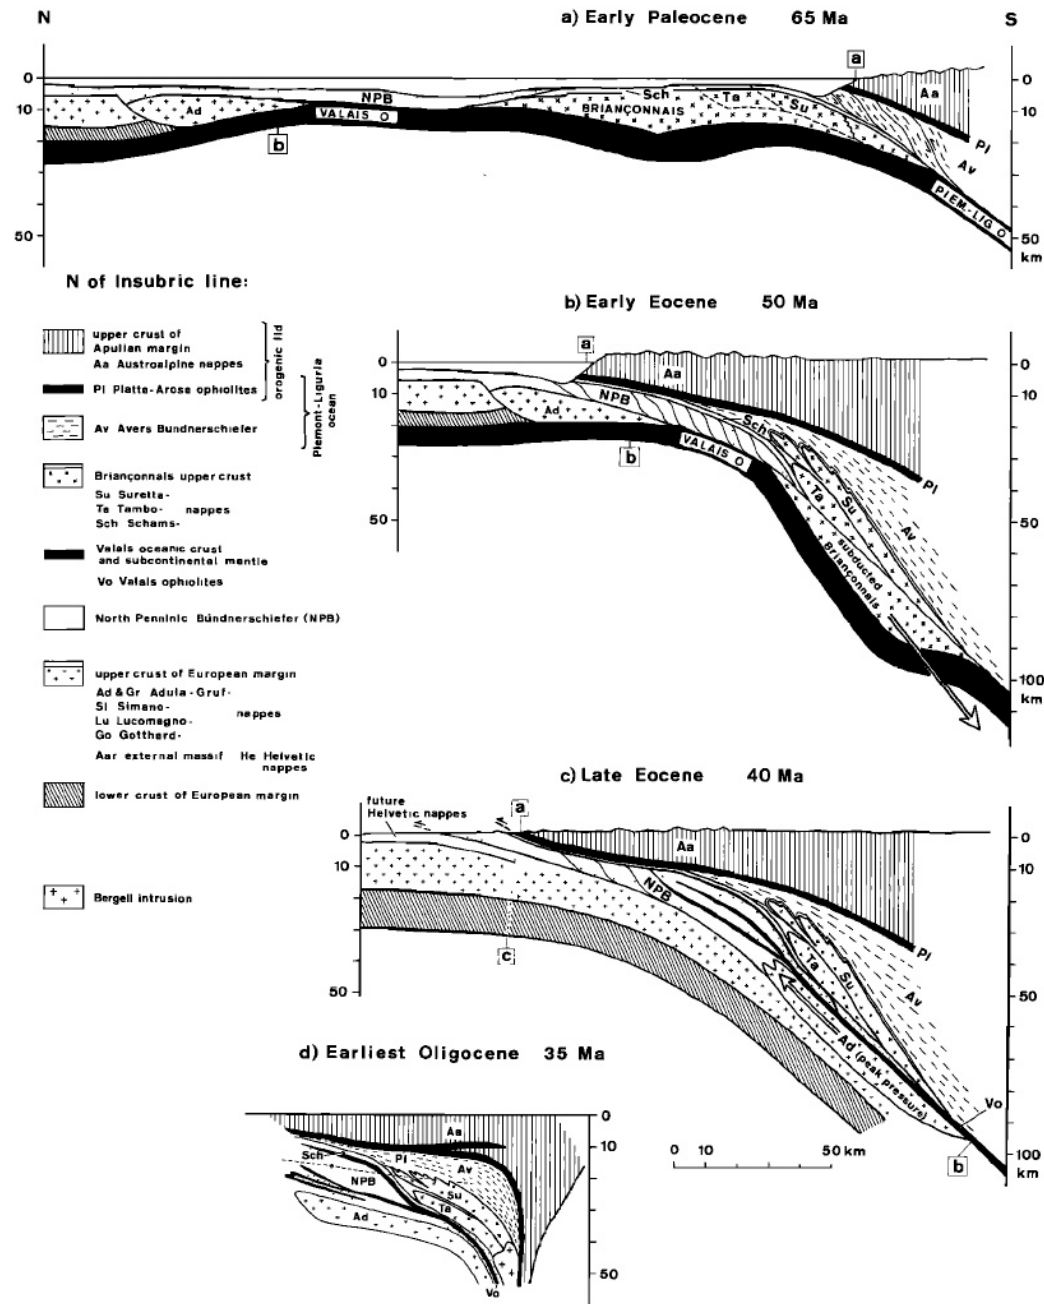 N
a) Early Paleocene 65 Ma
S
a
0
10
50
Ad
b
NPB
VALAIS O
Sch
Ta
BRIANÇONNAIS
Su
Aa
Pl
Av
PIEM-LIG O
0
10
50
km
N of Insubric line:
upper crust of
Apulian margin
Aa Austroalpine nappes
Pl Platta-Arosa ophiolites
orogenic lid
Piemont-Liguria
ocean
Av Avers Bundnerschiefer
Briançonnais upper crust
Su Suretta-
Ta Tambo- nappes
Sch Schams-
Valais oceanic crust
and subcontinental mantle
Vo Valais ophiolites
North Penninic Bündnerschiefer (NPB)
upper crust of European margin
Ad & Gr Adula-Gruf-
Si Simano- nappes
Lu Lucomagno-
Go Gotthard-
Aar external massif He Helvetic
nappes
lower crust of European margin
Bergell intrusion
b) Early Eocene 50 Ma
a
0
10
50
Aa
NPB
Ad
b
VALAIS O
Sch
Ta
Su
Pl
Av
subducted
Briançonnais
0
10
50
100
km
c) Late Eocene 40 Ma
future
Helvetic nappes
a
0
10
50
Aa
NPB
c
Ta
Su
Pl
Av
Ad (peak pressure)
Vo
b
0
10
50
100
km
0 10 50 km
d) Earliest Oligocene 35 Ma
Aa
Sch
Pl
Av
NPB
Su
Ta
Ad
Vo
0
10
50